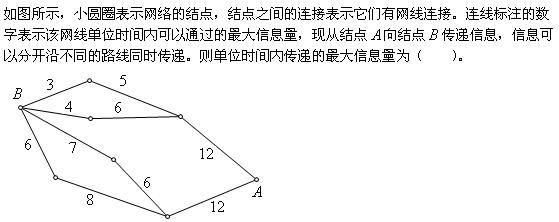 如图所示，小圆圈表示网络的结点，结点之间的连接表示它们有网线连接。连线标注的数
字表示该网线单位时间内可以通过的最大信息量，现从结点 A 向结点 B 传递信息，信息可
以分开沿不同的路线同时传递。则单位时间内传递的最大信息量为（　　）。
3
5
B
4
6
6
7
12
6
A
8
12